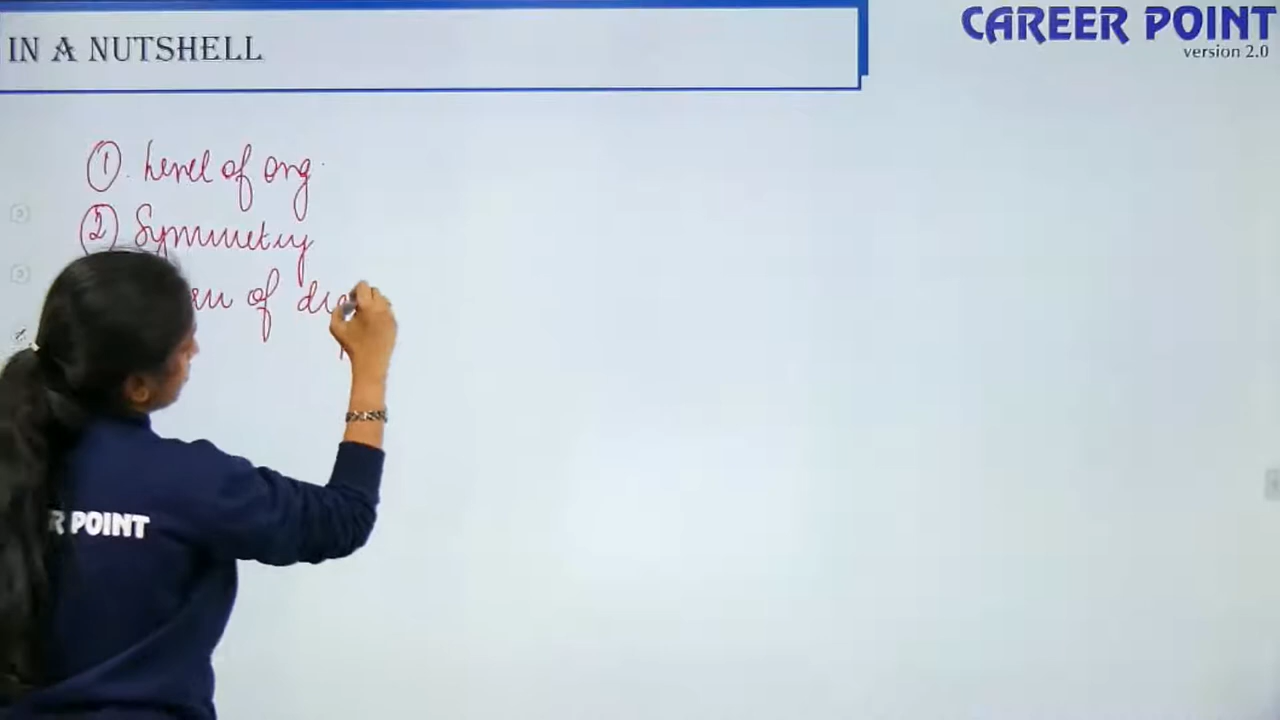 IN A NUTSHELL
CAREER POINT
version 2.0
① Level of org.
② Symmetry
of
R POINT